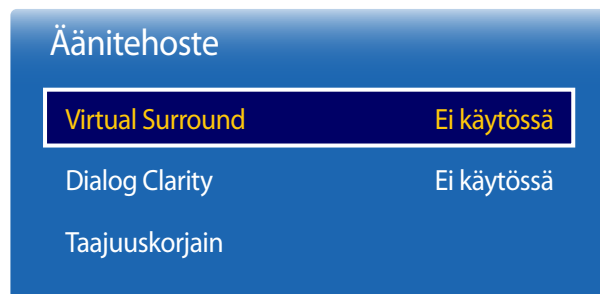 Äänitehoste
Virtual Surround Ei käytössä
Dialog Clarity Ei käytössä
Taajuuskorjain